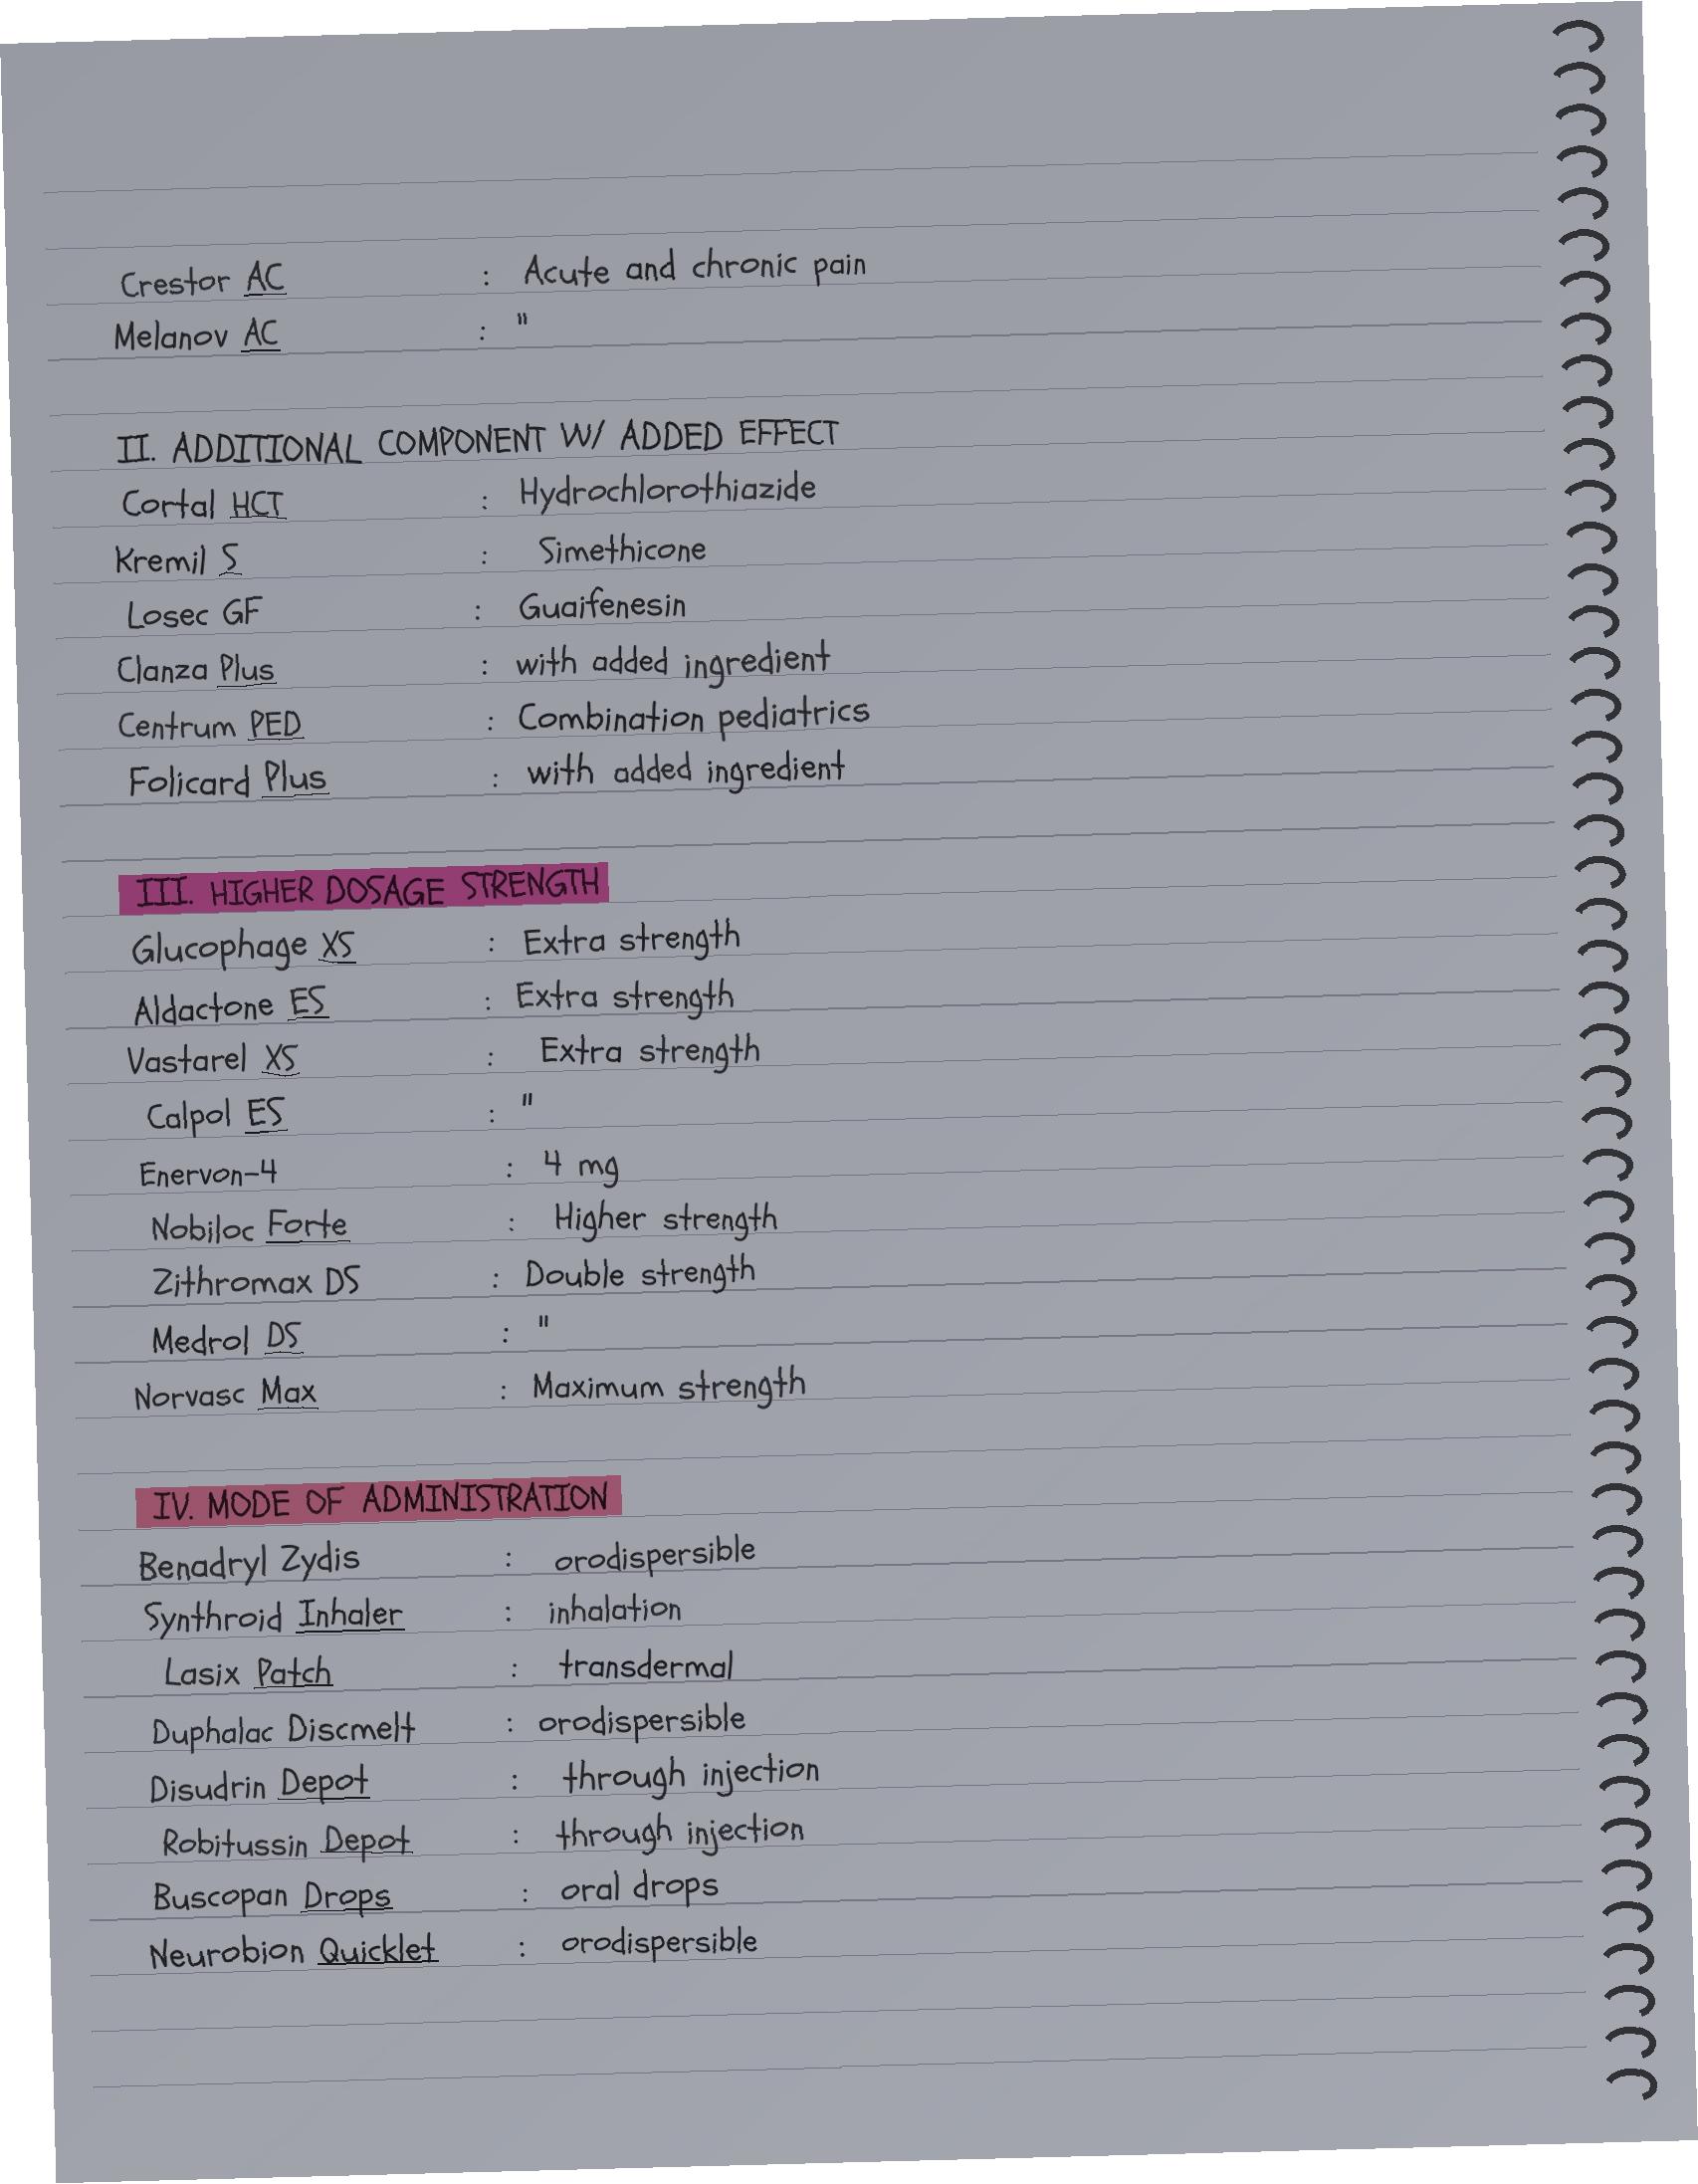 Crestor AC : Acute and chronic pain
Melanov AC : "
II. ADDITIONAL COMPONENT W/ ADDED EFFECT
Cortal HCT : Hydrochlorothiazide
Kremil S : Simethicone
Losec GF : Guaifenesin
Clanza Plus : with added ingredient
Centrum PED : Combination pediatrics
Folicard Plus : with added ingredient
III. HIGHER DOSAGE STRENGTH
Glucophage XS : Extra strength
Aldactone ES : Extra strength
Vastarel XS : Extra strength
Calpol ES : "
Enervon-4 : 4 mg
Nobiloc Forte : Higher strength
Zithromax DS : Double strength
Medrol DS : "
Norvasc Max : Maximum strength
IV. MODE OF ADMINISTRATION
Benadryl Zydis : orodispersible
Synthroid Inhaler : inhalation
Lasix Patch : transdermal
Duphalac Discmelt : orodispersible
Disudrin Depot : through injection
Robitussin Depot : through injection
Buscopan Drops : oral drops
Neurobion Quicklet : orodispersible